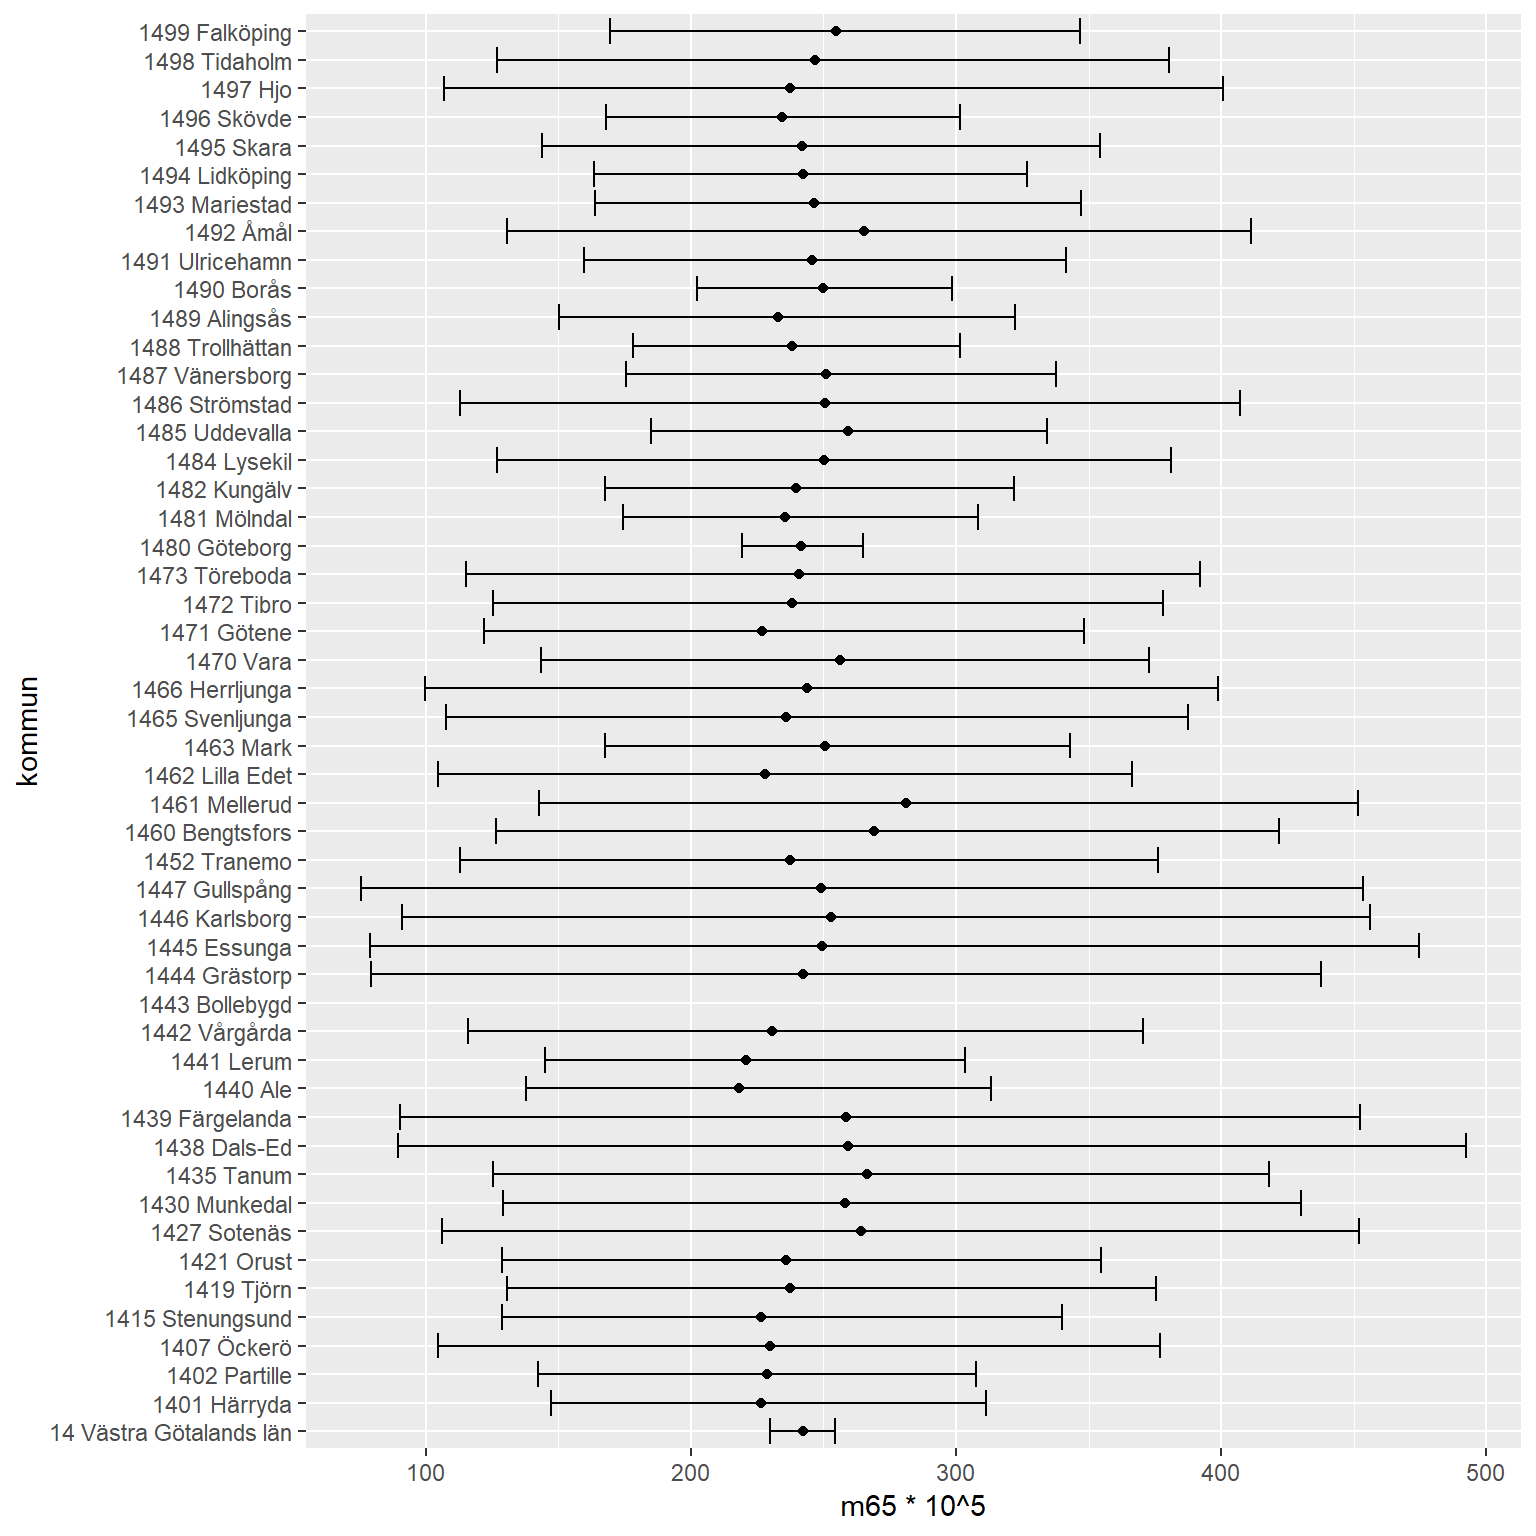 1499 Falköping
1498 Tidaholm
1497 Hjo
1496 Skövde
1495 Skara
1494 Lidköping
1493 Mariestad
1492 Åmål
1491 Ulricehamn
1490 Borås
1489 Alingsås
1488 Trollhättan
1487 Vänersborg
1486 Strömstad
1485 Uddevalla
1484 Lysekil
1482 Kungälv
1481 Mölndal
1480 Göteborg
1473 Töreboda
1472 Tibro
1471 Götene
1470 Vara
1466 Herrljunga
1465 Svenljunga
1463 Mark
1462 Lilla Edet
1461 Mellerud
1460 Bengtsfors
1452 Tranemo
1447 Gullspång
1446 Karlsborg
1445 Essunga
1444 Grästorp
1443 Bollebygd
1442 Vårgårda
1441 Lerum
1440 Ale
1439 Färgelanda
1438 Dals-Ed
1435 Tanum
1430 Munkedal
1427 Sotenäs
1421 Orust
1419 Tjörn
1415 Stenungsund
1407 Öckerö
1402 Partille
1401 Härryda
14 Västra Götalands län
kommun
100 200 300 400 500
m65 * 10^5